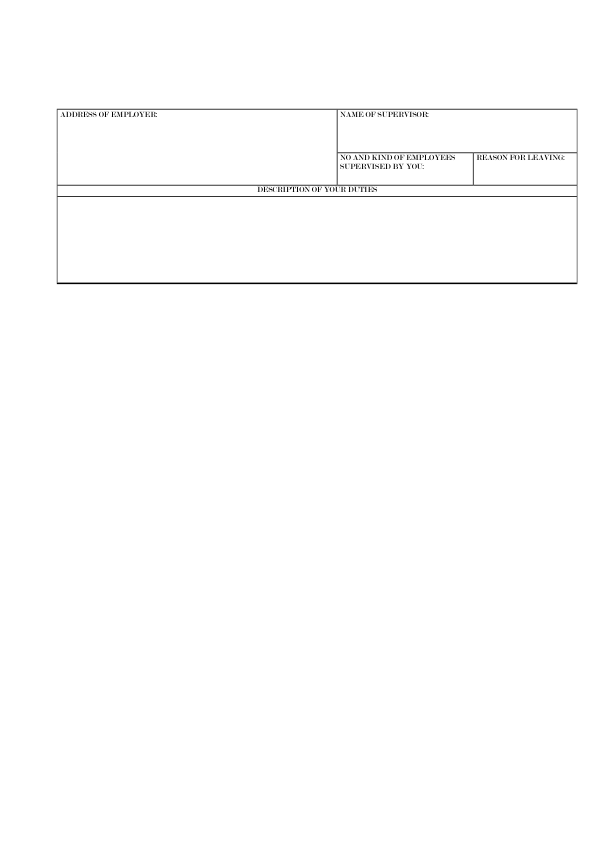 ADDRESS OF EMPLOYER:
NAME OF SUPERVISOR:
NO AND KIND OF EMPLOYEES
SUPERVISED BY YOU:
REASON FOR LEAVING:
DESCRIPTION OF YOUR DUTIES